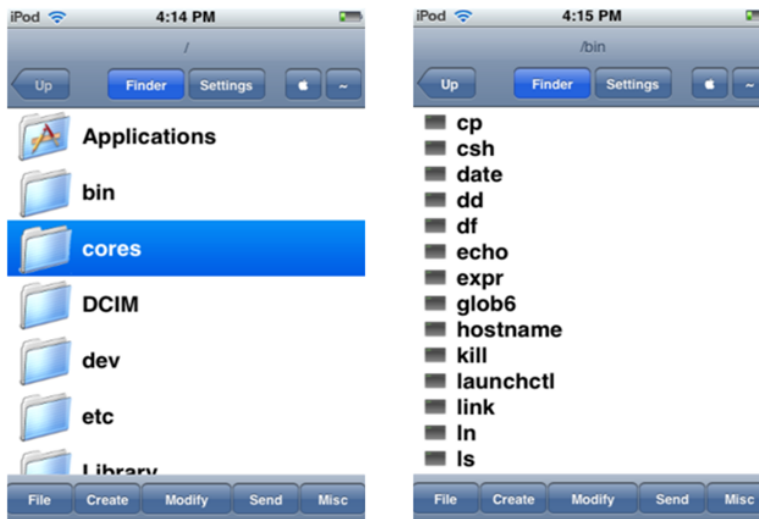 iPod 4:14 PM
/
Up Finder Settings ~
Applications
bin
cores
DCIM
dev
etc
Library
File Create Modify Send Misc
iPod 4:15 PM
/bin
Up Finder Settings ~
cp
csh
date
dd
df
echo
expr
glob6
hostname
kill
launchctl
link
ln
ls
File Create Modify Send Misc